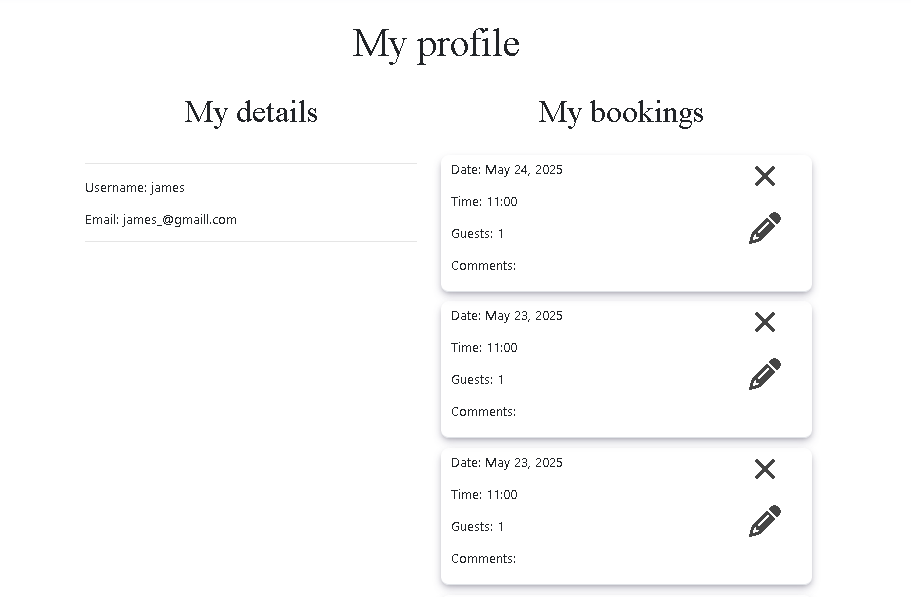 My profile
My details
Username: james
Email: james_@gmaill.com
My bookings
Date: May 24, 2025
Time: 11:00
Guests: 1
Comments:
Date: May 23, 2025
Time: 11:00
Guests: 1
Comments:
Date: May 23, 2025
Time: 11:00
Guests: 1
Comments: